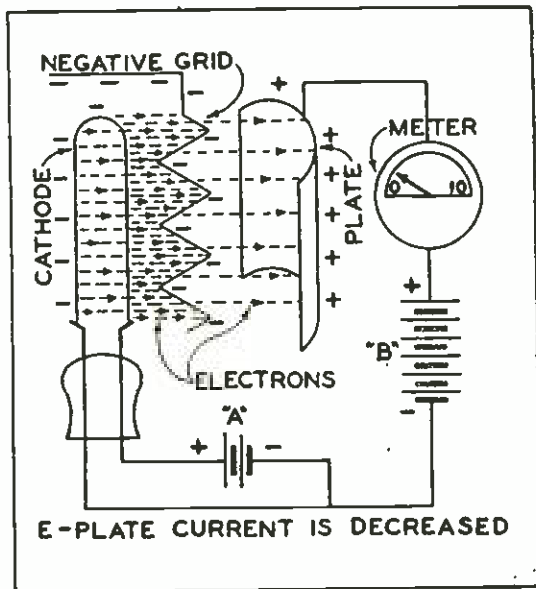 NEGATIVE GRID
METER
0 10
CATHODE
PLATE
"B"
ELECTRONS
"A"
E-PLATE CURRENT IS DECREASED